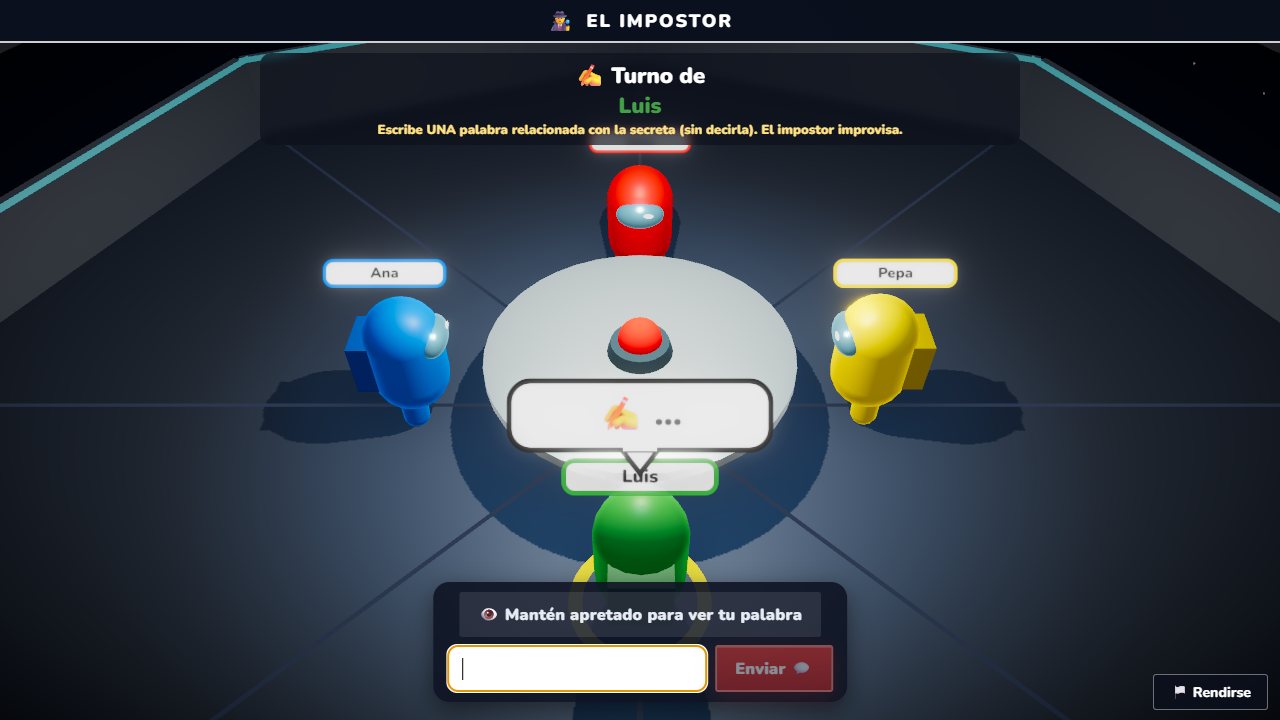 EL IMPOSTOR
Turno de
Luis
Escribe UNA palabra relacionada con la secreta (sin decirla). El impostor improvisa.
Ana
Pepa
...
Luis
Mantén apretado para ver tu palabra
Enviar
Rendirse